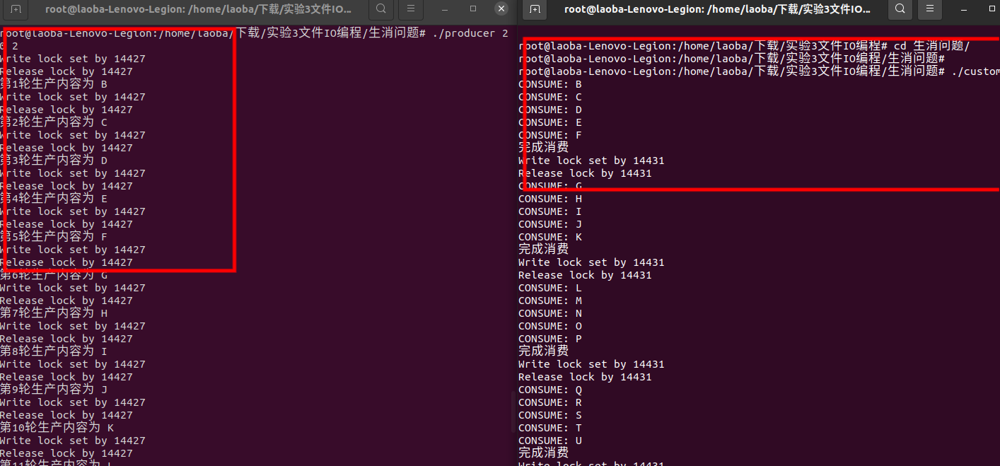 root@laoba-Lenovo-Legion: /home/laoba/下载/实验3文件IO...
root@laoba-Lenovo-Legion:/home/laoba/下载/实验3文件IO编程/生消问题# ./producer 2
0 2
Write lock set by 14427
Release lock by 14427
第1轮生产内容为 B
Write lock set by 14427
Release lock by 14427
第2轮生产内容为 C
Write lock set by 14427
Release lock by 14427
第3轮生产内容为 D
Write lock set by 14427
Release lock by 14427
第4轮生产内容为 E
Write lock set by 14427
Release lock by 14427
第5轮生产内容为 F
Write lock set by 14427
Release lock by 14427
第6轮生产内容为 G
Write lock set by 14427
Release lock by 14427
第7轮生产内容为 H
Write lock set by 14427
Release lock by 14427
第8轮生产内容为 I
Write lock set by 14427
Release lock by 14427
第9轮生产内容为 J
Write lock set by 14427
Release lock by 14427
第10轮生产内容为 K
Write lock set by 14427
Release lock by 14427
第11轮生产内容为 L
root@laoba-Lenovo-Legion: /home/laoba/下载/实验3文件IO...
root@laoba-Lenovo-Legion:/home/laoba/下载/实验3文件IO编程# cd 生消问题/
root@laoba-Lenovo-Legion:/home/laoba/下载/实验3文件IO编程/生消问题#
root@laoba-Lenovo-Legion:/home/laoba/下载/实验3文件IO编程/生消问题# ./custom
CONSUME: B
CONSUME: C
CONSUME: D
CONSUME: E
CONSUME: F
完成消费
Write lock set by 14431
Release lock by 14431
CONSUME: G
CONSUME: H
CONSUME: I
CONSUME: J
CONSUME: K
完成消费
Write lock set by 14431
Release lock by 14431
CONSUME: L
CONSUME: M
CONSUME: N
CONSUME: O
CONSUME: P
完成消费
Write lock set by 14431
Release lock by 14431
CONSUME: Q
CONSUME: R
CONSUME: S
CONSUME: T
CONSUME: U
完成消费
Write lock set by 14431